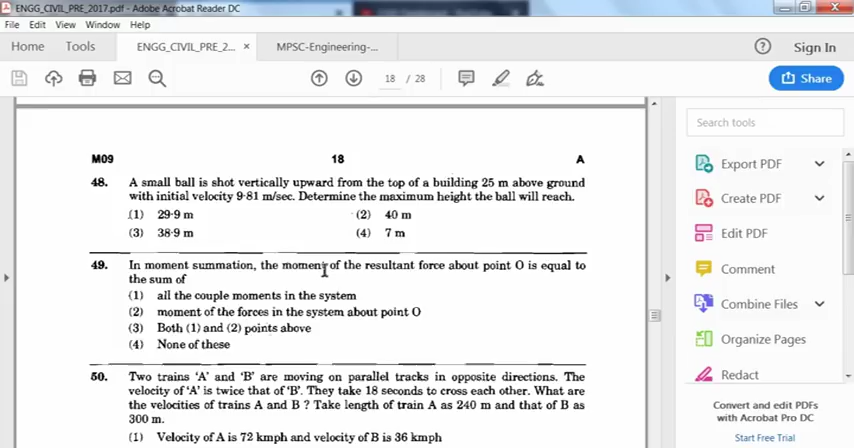 ENGG_CIVIL_PRE_2017.pdf - Adobe Acrobat Reader DC
File Edit View Window Help
Home Tools ENGG_CIVIL_PRE_2... × MPSC-Engineering-... ? Sign In
18 / 28 Share
M09 18 A
48. A small ball is shot vertically upward from the top of a building 25 m above ground
with initial velocity 9·81 m/sec. Determine the maximum height the ball will reach.
(1) 29·9 m (2) 40 m
(3) 38·9 m (4) 7 m
49. In moment summation, the moment of the resultant force about point O is equal to
the sum of
(1) all the couple moments in the system
(2) moment of the forces in the system about point O
(3) Both (1) and (2) points above
(4) None of these
50. Two trains 'A' and 'B' are moving on parallel tracks in opposite directions. The
velocity of 'A' is twice that of 'B'. They take 18 seconds to cross each other. What are
the velocities of trains A and B ? Take length of train A as 240 m and that of B as
300 m.
(1) Velocity of A is 72 kmph and velocity of B is 36 kmph
Search tools
Export PDF
Create PDF
Edit PDF
Comment
Combine Files
Organize Pages
Redact
Convert and edit PDFs
with Acrobat Pro DC
Start Free Trial